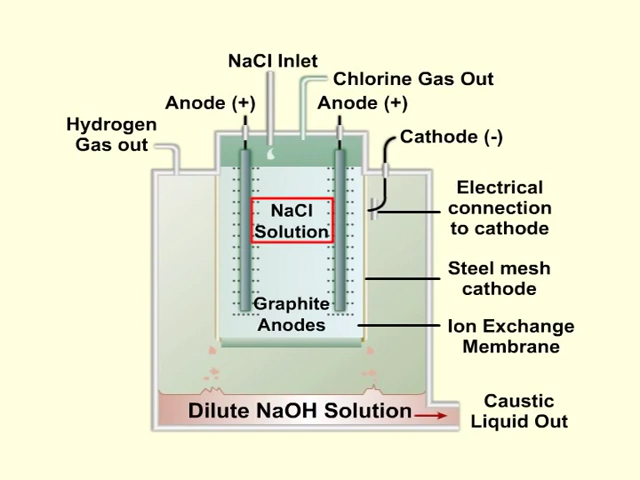 NaCl Inlet
Chlorine Gas Out
Anode (+)
Anode (+)
Hydrogen
Gas out
Cathode (-)
Electrical
connection
to cathode
NaCl
Solution
Steel mesh
cathode
Graphite
Anodes
Ion Exchange
Membrane
Dilute NaOH Solution
Caustic
Liquid Out